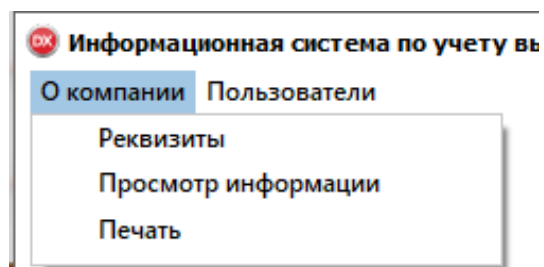 DX Информационная система по учету вы
О компании Пользователи
Реквизиты
Просмотр информации
Печать